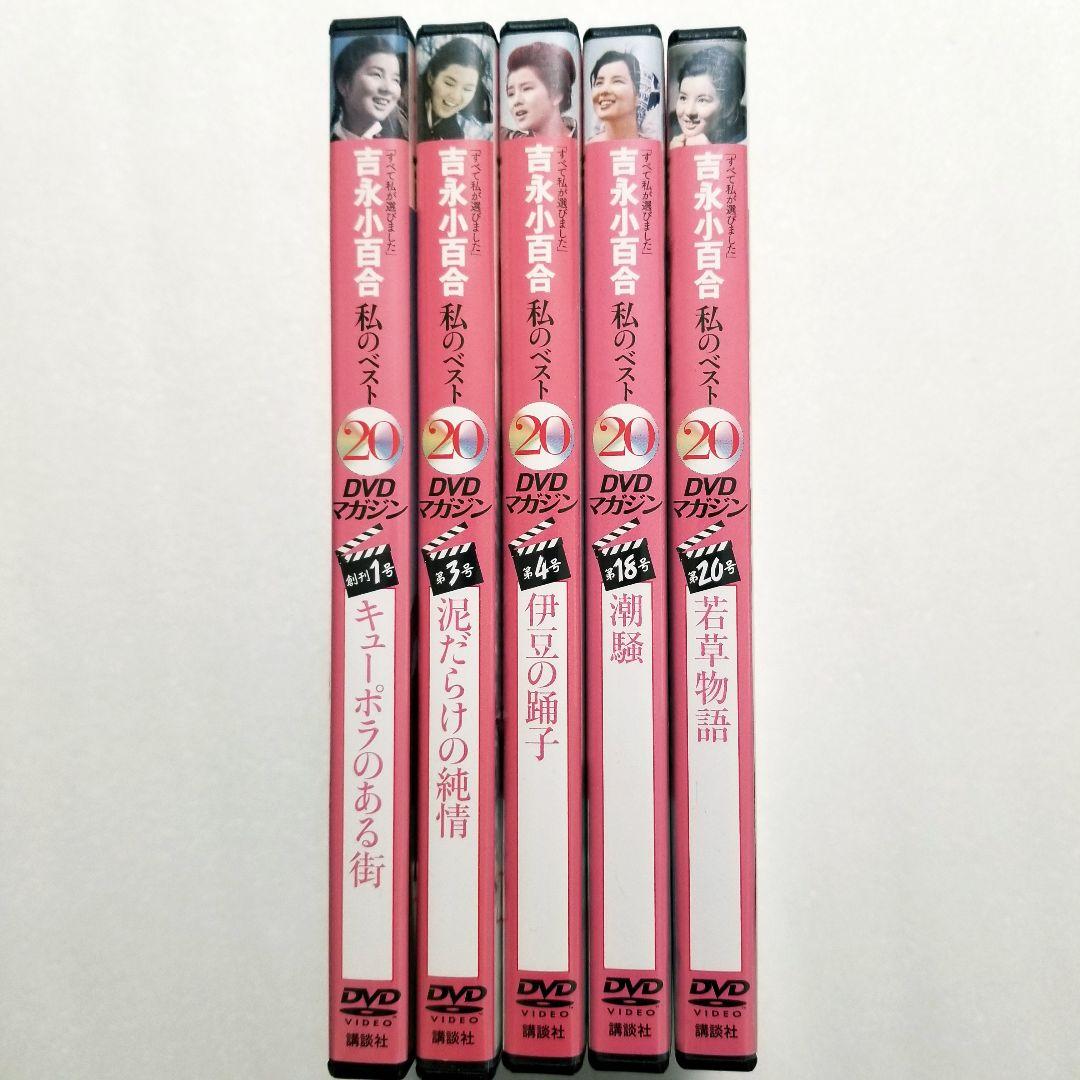 「すべて私が選びました」
吉永小百合
私のベスト
20
DVD
マガジン
創刊1号
キューポラのある街
DVD
VIDEO
講談社
「すべて私が選びました」
吉永小百合
私のベスト
20
DVD
マガジン
第3号
泥だらけの純情
DVD
VIDEO
講談社
「すべて私が選びました」
吉永小百合
私のベスト
20
DVD
マガジン
第4号
伊豆の踊子
DVD
VIDEO
講談社
「すべて私が選びました」
吉永小百合
私のベスト
20
DVD
マガジン
第18号
潮騒
DVD
VIDEO
講談社
「すべて私が選びました」
吉永小百合
私のベスト
20
DVD
マガジン
第20号
若草物語
DVD
VIDEO
講談社